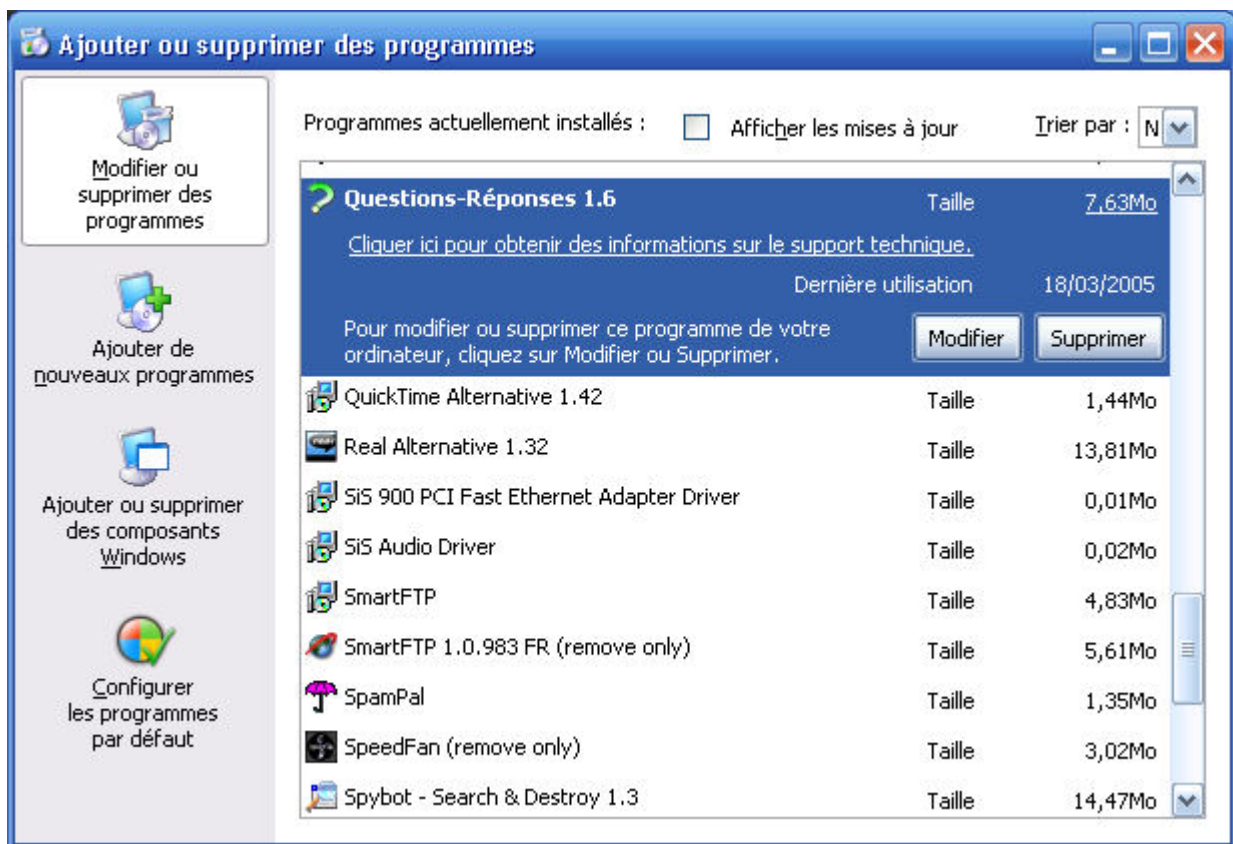 Ajouter ou supprimer des programmes
Modifier ou
supprimer des
programmes
Ajouter de
nouveaux programmes
Ajouter ou supprimer
des composants
Windows
Configurer
les programmes
par défaut
Programmes actuellement installés : Afficher les mises à jour Trier par : N
Questions-Réponses 1.6 Taille 7,63Mo
Cliquer ici pour obtenir des informations sur le support technique.
Dernière utilisation 18/03/2005
Pour modifier ou supprimer ce programme de votre
ordinateur, cliquez sur Modifier ou Supprimer. Modifier Supprimer
QuickTime Alternative 1.42 Taille 1,44Mo
Real Alternative 1.32 Taille 13,81Mo
SiS 900 PCI Fast Ethernet Adapter Driver Taille 0,01Mo
SiS Audio Driver Taille 0,02Mo
SmartFTP Taille 4,83Mo
SmartFTP 1.0.983 FR (remove only) Taille 5,61Mo
SpamPal Taille 1,35Mo
SpeedFan (remove only) Taille 3,02Mo
Spybot - Search & Destroy 1.3 Taille 14,47Mo